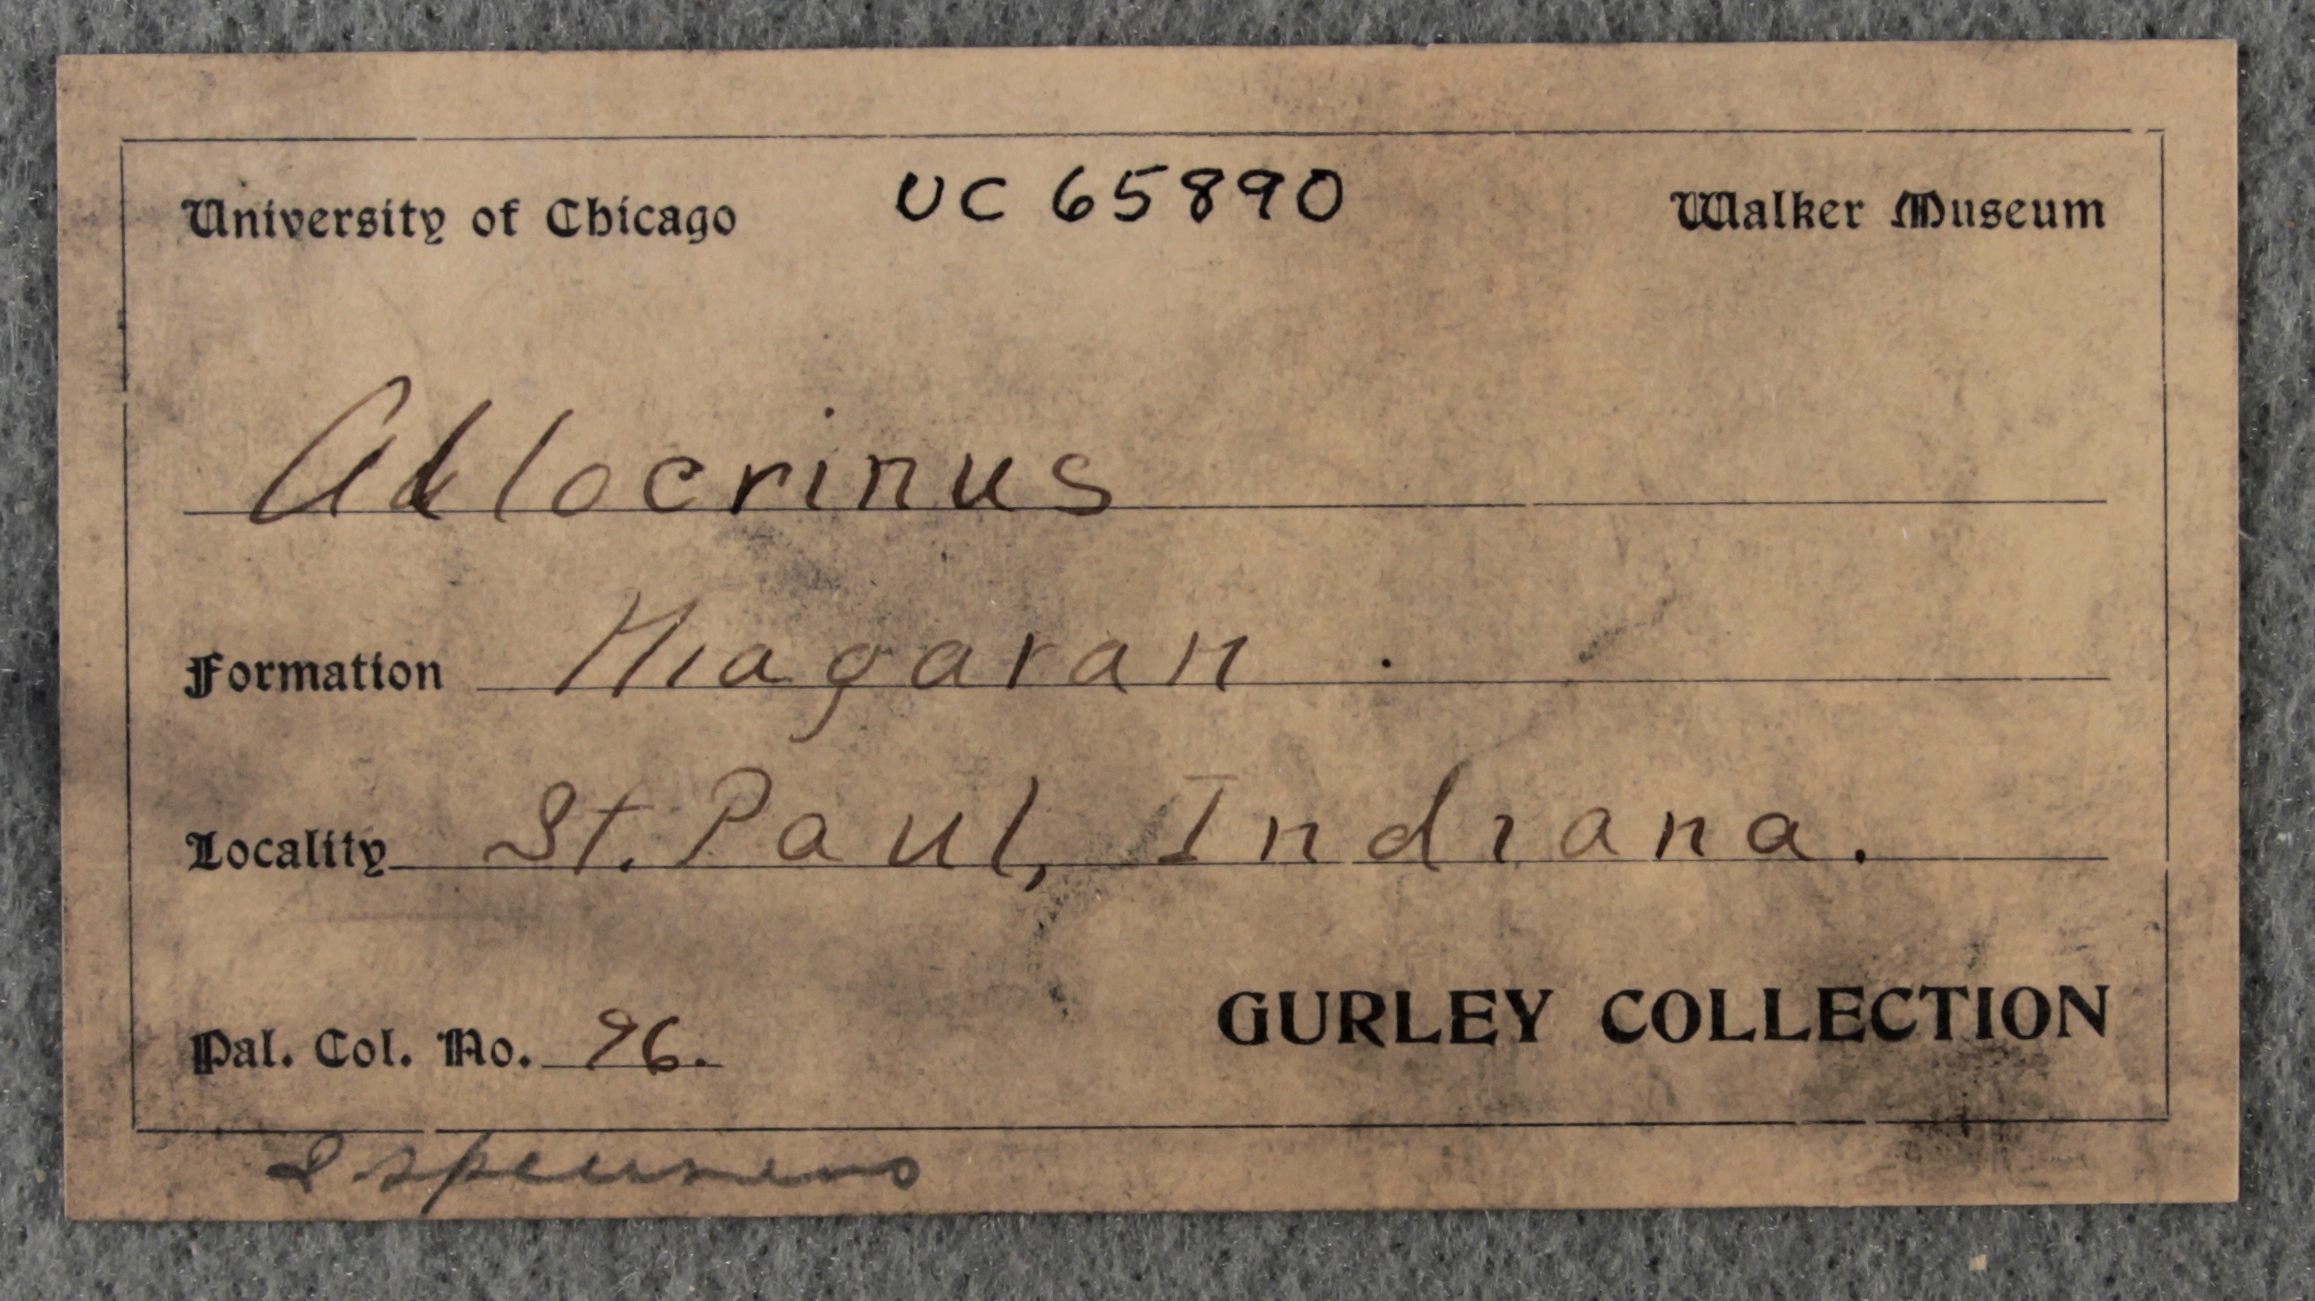 University of Chicago UC 65890 Walker Museum
Allocrinus
Formation Niagaran .
Locality St. Paul, Indiana.
Pal. Col. No. 96. GURLEY COLLECTION
2 specimens